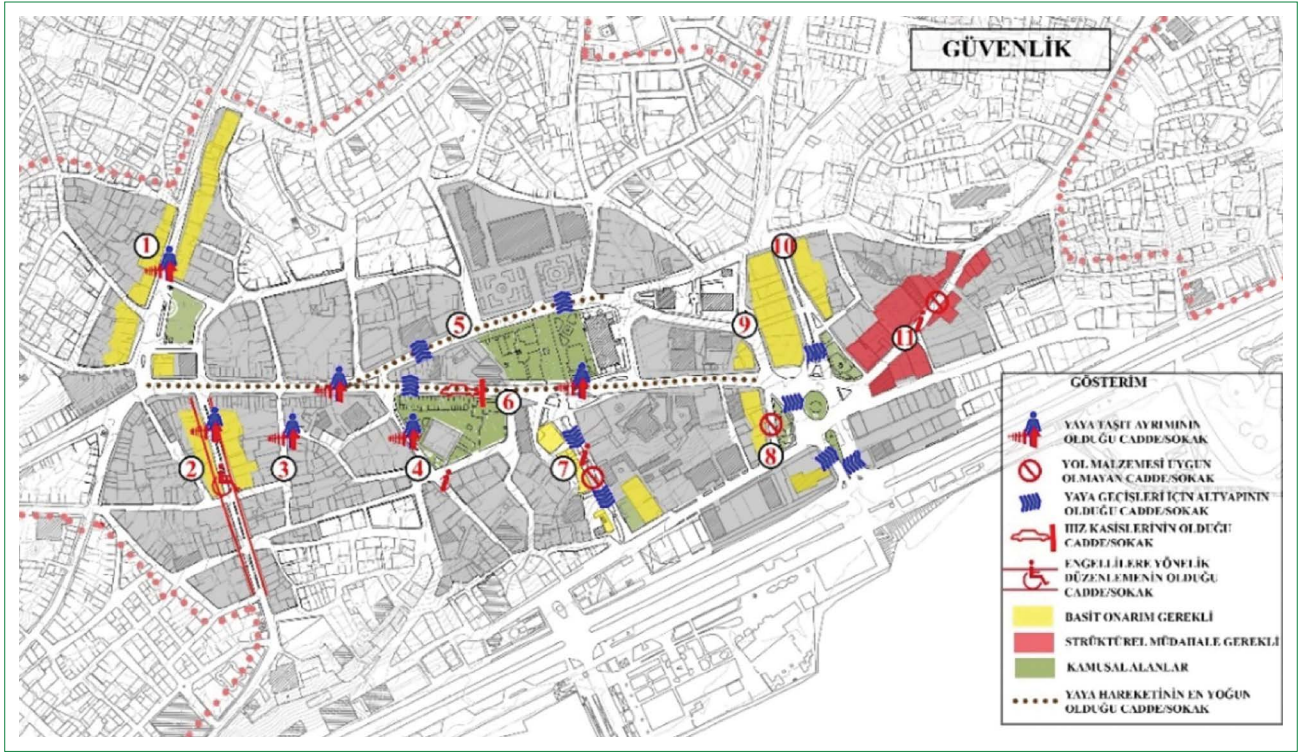 GÜVENLİK
1
10
5
9
11
6
2
3
4
7
8
GÖSTERİM
YAYA TAŞIT AYRIMININ
OLDUĞU CADDE/SOKAK
YOL MALZEMESİ UYGUN
OLMAYAN CADDE/SOKAK
YAYA GEÇİŞLERİ İÇİN ALTYAPININ
OLDUĞU CADDE/SOKAK
HIZ KASİSLERİNİN OLDUĞU
CADDE/SOKAK
ENGELLİLERE YÖNELİK
DÜZENLEMENİN OLDUĞU
CADDE/SOKAK
BASİT ONARIM GEREKLİ
STRÜKTÜREL MÜDAHALE GEREKLİ
KAMUSAL ALANLAR
YAYA HAREKETİNİN EN YOĞUN
OLDUĞU CADDE/SOKAK